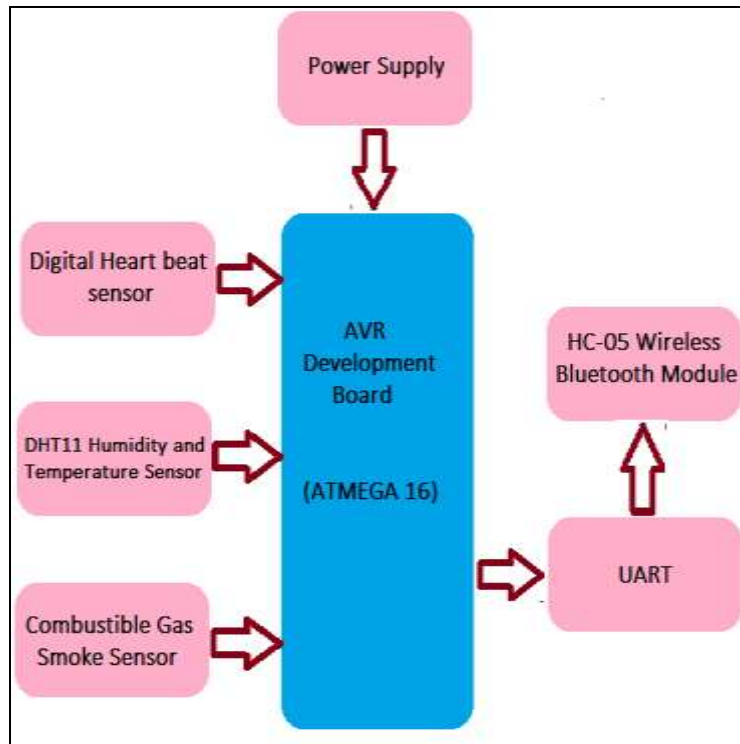 Power Supply
Digital Heart beat
sensor
AVR
Development
Board
(ATMEGA 16)
HC-05 Wireless
Bluetooth Module
DHT11 Humidity and
Temperature Sensor
UART
Combustible Gas
Smoke Sensor